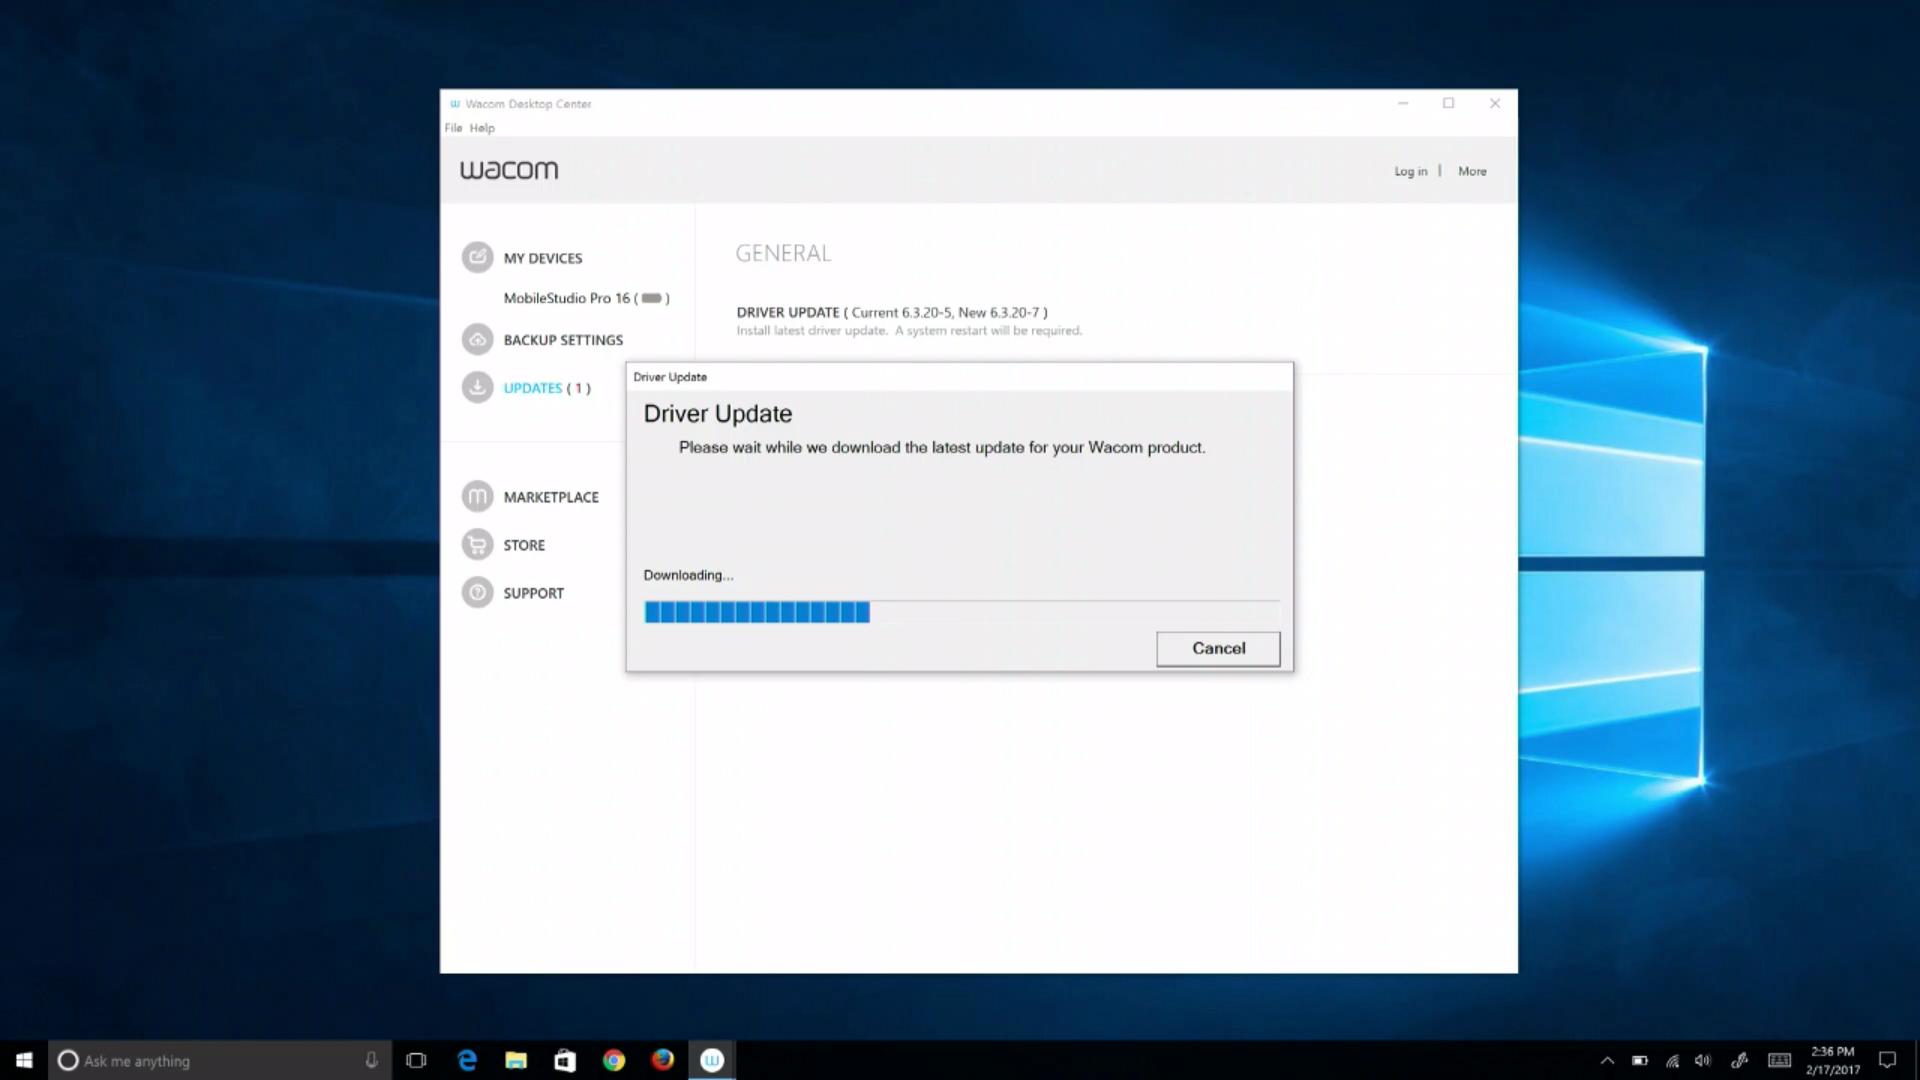 Wacom Desktop Center
File Help
wacom
Log in | More
MY DEVICES
MobileStudio Pro 16 ( )
BACKUP SETTINGS
UPDATES ( 1 )
MARKETPLACE
STORE
SUPPORT
GENERAL
DRIVER UPDATE ( Current 6.3.20-5, New 6.3.20-7 )
Install latest driver update. A system restart will be required.
Driver Update
Driver Update
Please wait while we download the latest update for your Wacom product.
Downloading...
Cancel
Ask me anything
2:36 PM
2/17/2017